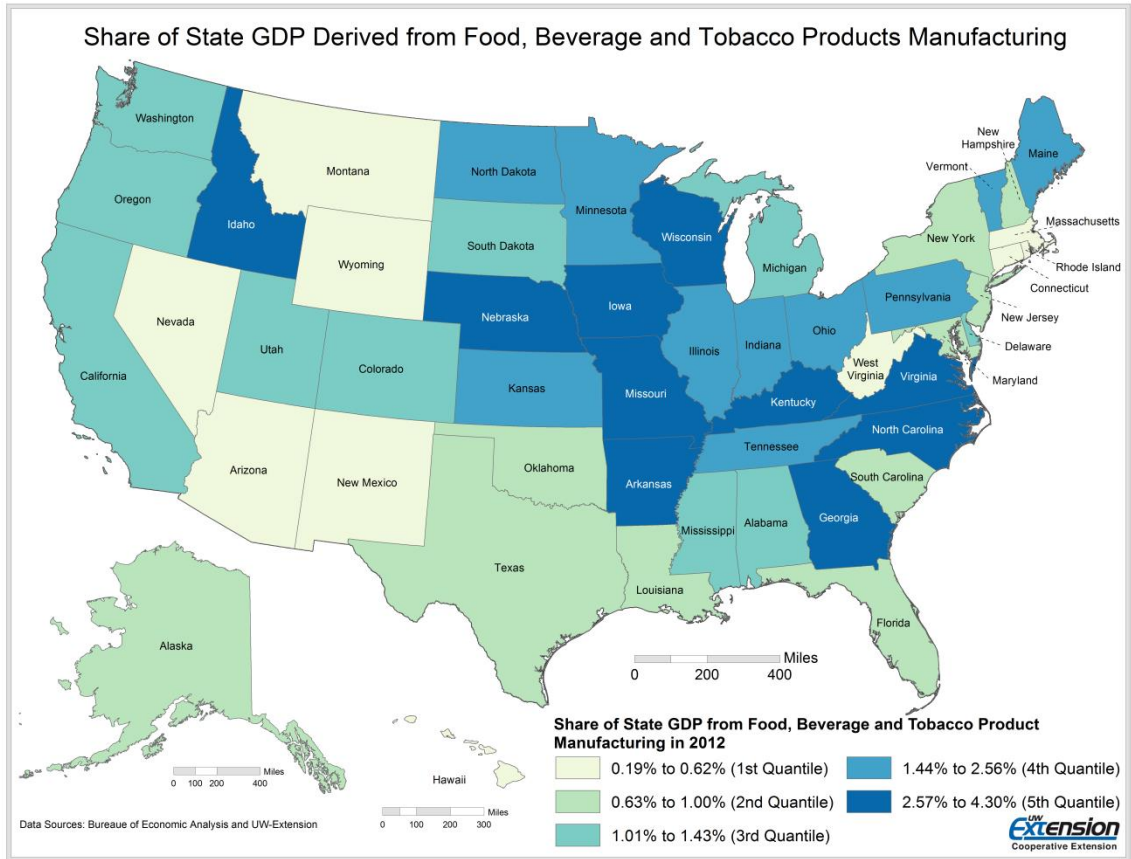 Share of State GDP Derived from Food, Beverage and Tobacco Products Manufacturing
Washington
Oregon
California
Idaho
Nevada
Montana
Wyoming
Utah
Colorado
Arizona
New Mexico
North Dakota
South Dakota
Nebraska
Kansas
Oklahoma
Texas
Minnesota
Iowa
Missouri
Arkansas
Louisiana
Wisconsin
Illinois
Michigan
Indiana
Ohio
Kentucky
Tennessee
Mississippi
Alabama
Georgia
Florida
South Carolina
North Carolina
Virginia
West
Virginia
Pennsylvania
New York
Vermont
New
Hampshire
Maine
Massachusetts
Rhode Island
Connecticut
New Jersey
Delaware
Maryland
Alaska
Hawaii
Miles
0 200 400
Miles
0 100 200 400
Miles
0 50 100 200 300
Share of State GDP from Food, Beverage and Tobacco Product
Manufacturing in 2012
0.19% to 0.62% (1st Quantile)
0.63% to 1.00% (2nd Quantile)
1.01% to 1.43% (3rd Quantile)
1.44% to 2.56% (4th Quantile)
2.57% to 4.30% (5th Quantile)
Data Sources: Bureaue of Economic Analysis and UW-Extension
UW
Extension
Cooperative Extension